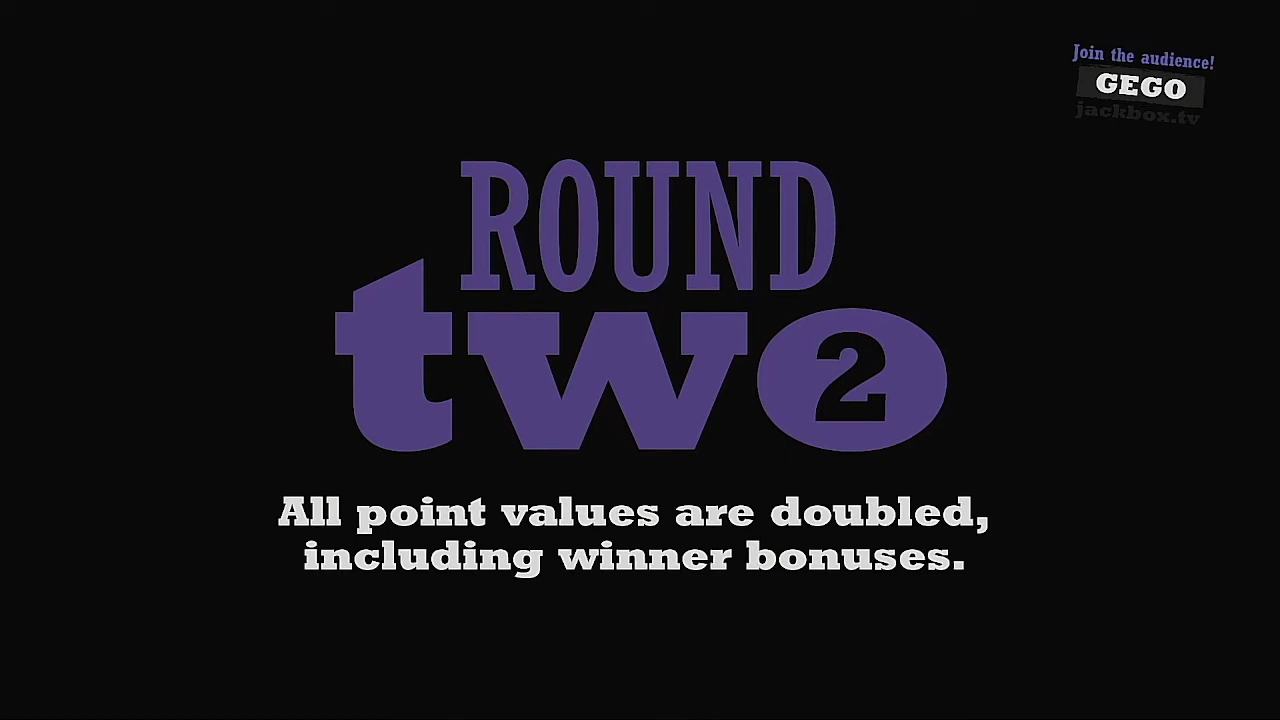 Join the audience!
GEGO
jackbox.tv
ROUND
two
2
All point values are doubled,
including winner bonuses.